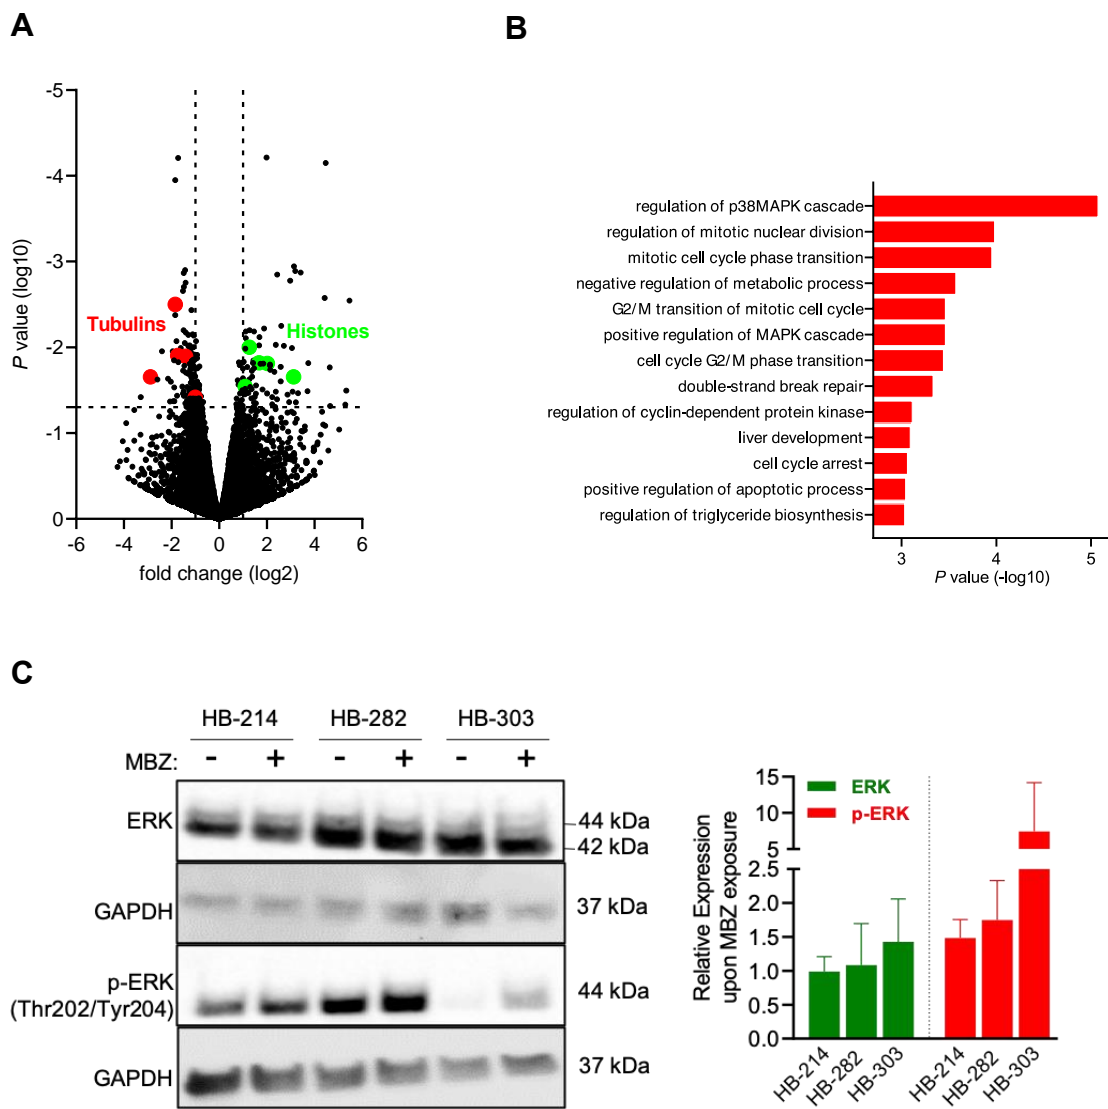 A
B
-5
-4
-3
-2
-1
0
P value (log10)
Tubulins
Histones
-6 -4 -2 0 2 4 6
fold change (log2)
regulation of p38MAPK cascade
regulation of mitotic nuclear division
mitotic cell cycle phase transition
negative regulation of metabolic process
G2/M transition of mitotic cell cycle
positive regulation of MAPK cascade
cell cycle G2/M phase transition
double-strand break repair
regulation of cyclin-dependent protein kinase
liver development
cell cycle arrest
positive regulation of apoptotic process
regulation of triglyceride biosynthesis
3 4 5
P value (-log10)
C
HB-214 HB-282 HB-303
MBZ: - + - + - +
ERK
44 kDa
42 kDa
GAPDH
37 kDa
p-ERK
(Thr202/Tyr204)
44 kDa
GAPDH
37 kDa
Relative Expression
upon MBZ exposure
15
10
5
2.5
2.0
1.5
1.0
0.5
0.0
ERK
p-ERK
HB-214
HB-282
HB-303
HB-214
HB-282
HB-303